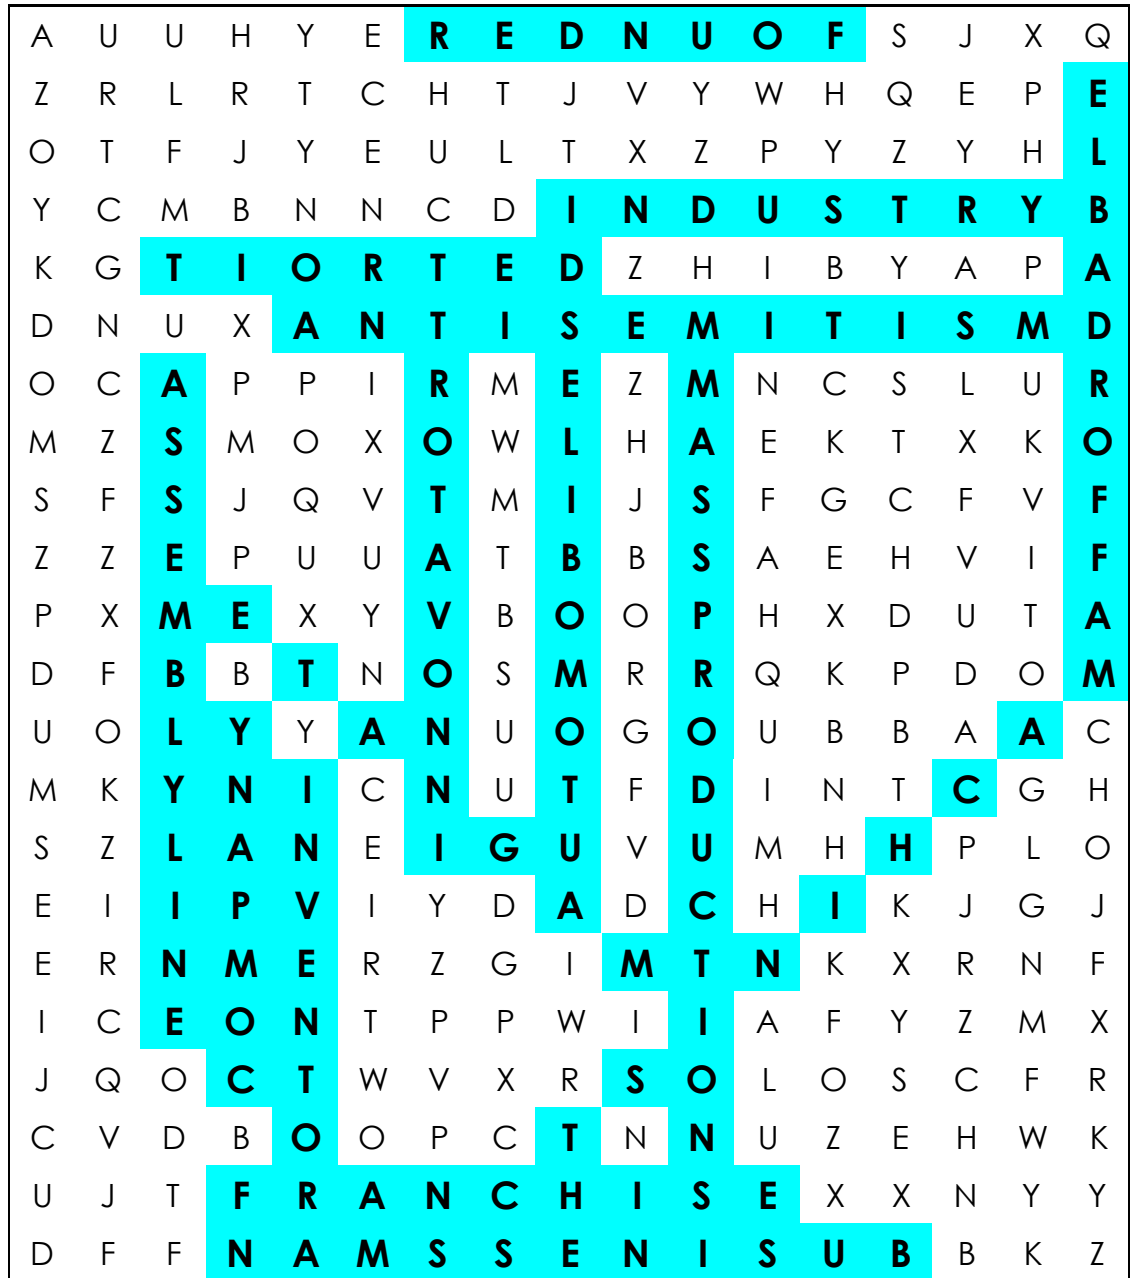 A U U H Y E R E D N U O F S J X Q
Z R L R T C H T J V Y W H Q E P E
O T F J Y E U L T X Z P Y Z Y H L
Y C M B N N C D I N D U S T R Y B
K G T I O R T E D Z H I B Y A P A
D N U X A N T I S E M I T I S M D
O C A P P I R M E Z M N C S L U R
M Z S M O X O W L H A E K T X K O
S F S J Q V T M I J S F G C F V F
Z Z E P U U A T B B S A E H V I F
P X M E X Y V B O O P H X D U T A
D F B B T N O S M R R Q K P D O M
U O L Y Y A N U O G O U B B A A C
M K Y N I C N U T F D I N T C G H
S Z L A N E I G U V U M H H P L O
E I I P V I Y D A D C H I K J G J
E R N M E R Z G I M T N K X R N F
I C E O N T P P W I I A F Y Z M X
J Q O C T W V X R S O L O S C F R
C V D B O O P C T N N U Z E H W K
U J T F R A N C H I S E X X N Y Y
D F F N A M S S E N I S U B B K Z